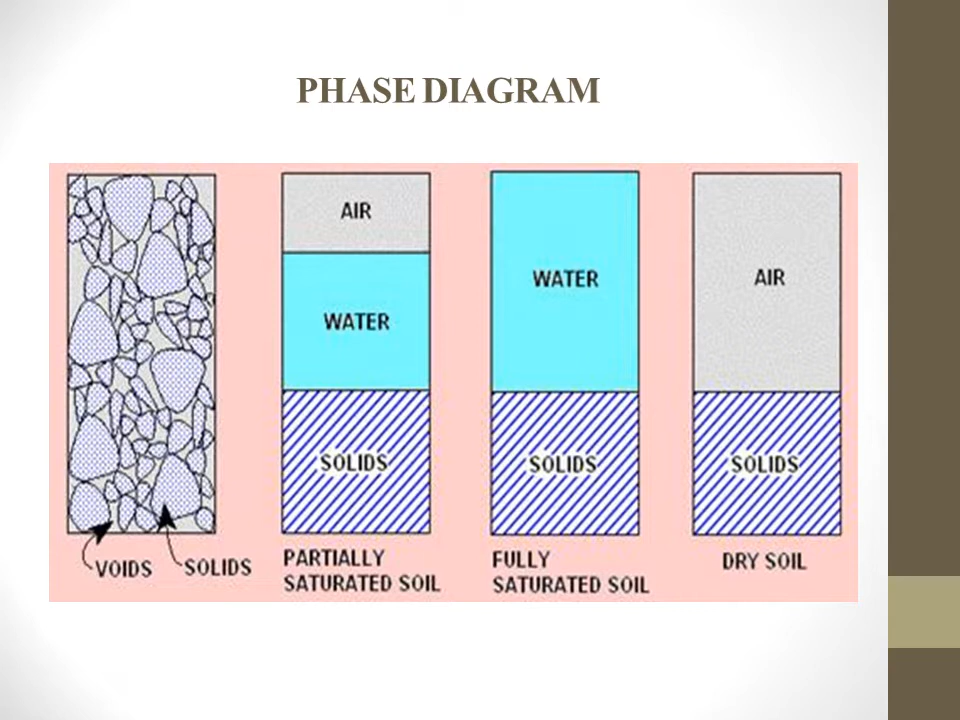 PHASE DIAGRAM
AIR
WATER
SOLIDS
WATER
SOLIDS
AIR
SOLIDS
VOIDS
SOLIDS
PARTIALLY
SATURATED SOIL
FULLY
SATURATED SOIL
DRY SOIL